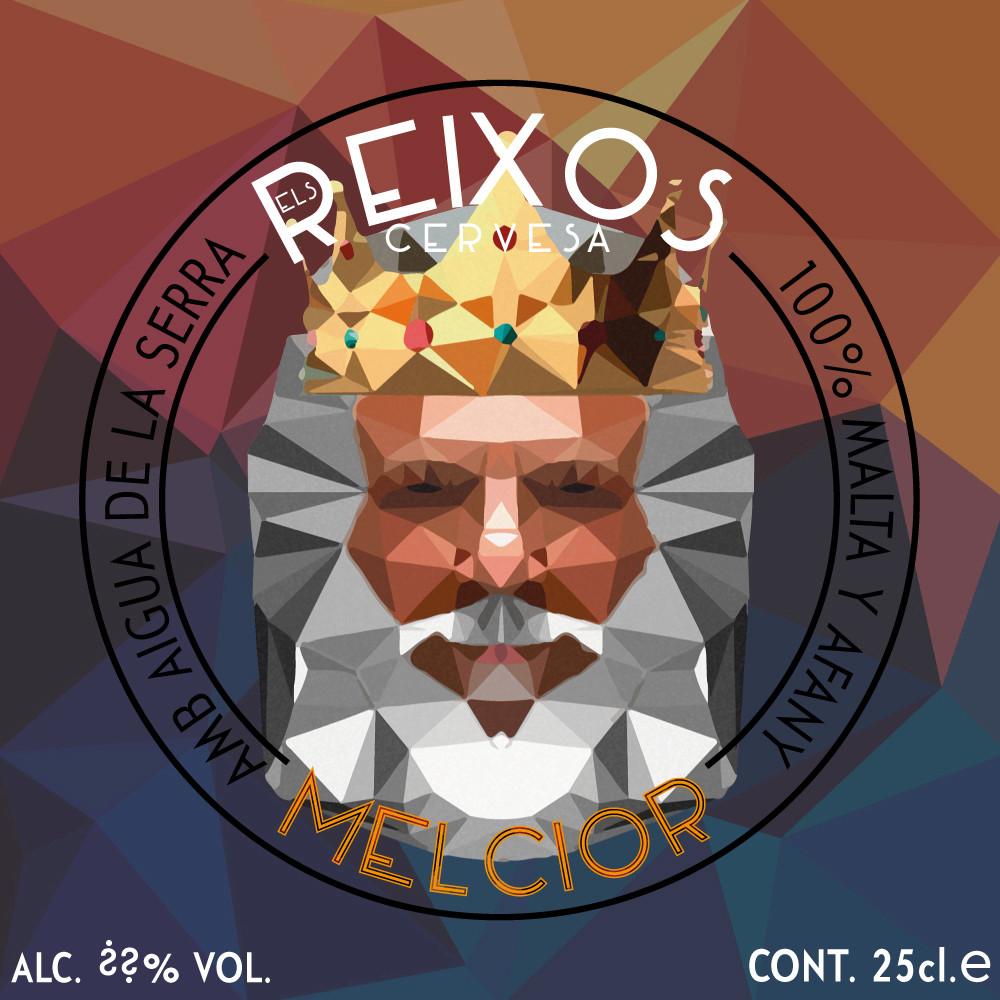 ELS
REIXOS
CERVESA
AMB AIGUA DE LA SERRA
100% MALTA Y AFANY
MELCIOR
ALC. ¿?% VOL.
CONT. 25cl.e